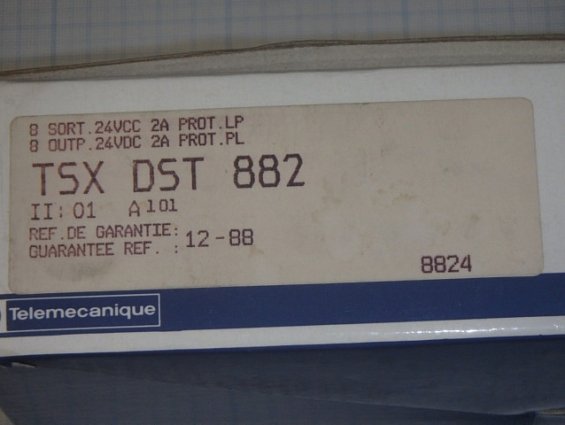 8 SORT.24VCC 2A PROT.LP
8 OUTP.24VDC 2A PROT.PL
TSX DST 882
II:01 A101
REF.DE GARANTIE:
GUARANTEE REF. : 12-88
8824
Telemecanique